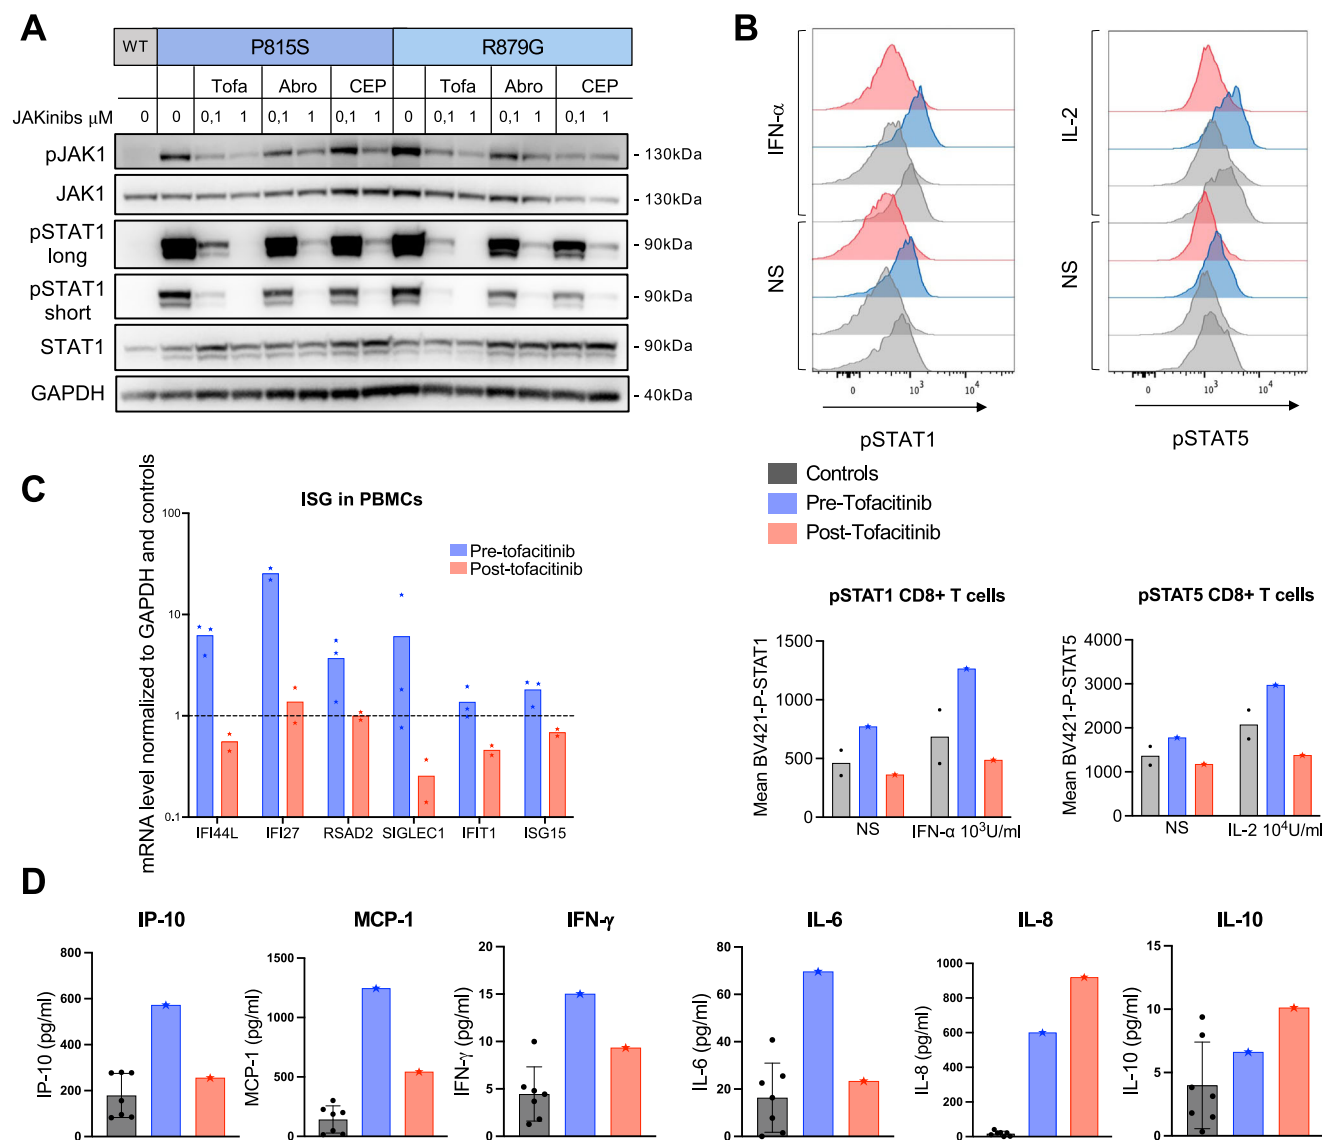 A
WT P815S R879G
Tofa Abro CEP Tofa Abro CEP
JAKinibs μM 0 0 0,1 1 0,1 1 0,1 1 0 0,1 1 0,1 1 0,1 1
pJAK1 - 130kDa
JAK1 - 130kDa
pSTAT1
long - 90kDa
pSTAT1
short - 90kDa
STAT1 - 90kDa
GAPDH - 40kDa
B
IFN-α
NS
0 10³ 10⁴
pSTAT1
IL-2
NS
0 10³ 10⁴
pSTAT5
Controls
Pre-Tofacitinib
Post-Tofacitinib
pSTAT1 CD8+ T cells
Mean BV421-P-STAT1
1500
1000
500
0
NS IFN-α 10³U/ml
pSTAT5 CD8+ T cells
Mean BV421-P-STAT5
4000
3000
2000
1000
0
NS IL-2 10⁴U/ml
C
ISG in PBMCs
mRNA level normalized to GAPDH and controls
100
10
1
0.1
Pre-tofacitinib
Post-tofacitinib
IFI44L IFI27 RSAD2 SIGLEC1 IFIT1 ISG15
D
IP-10
IP-10 (pg/ml)
800
600
400
200
0
MCP-1
MCP-1 (pg/ml)
1500
1000
500
0
IFN-γ
IFN-γ (pg/ml)
20
15
10
5
0
IL-6
IL-6 (pg/ml)
80
60
40
20
0
IL-8
IL-8 (pg/ml)
1000
800
600
400
200
0
IL-10
IL-10 (pg/ml)
15
10
5
0